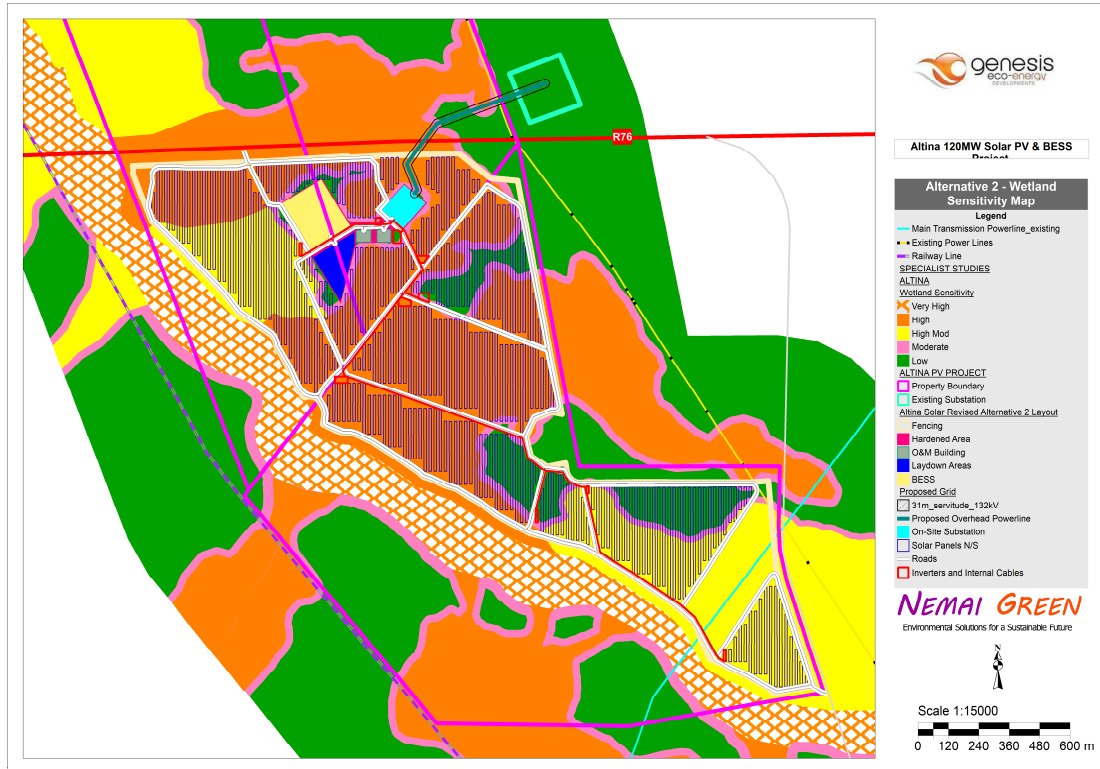 R76
genesis
eco-energy
DEVELOPMENTS
Altina 120MW Solar PV & BESS
Project
Alternative 2 - Wetland
Sensitivity Map
Legend
Main Transmission Powerline_existing
Existing Power Lines
Railway Line
SPECIALIST STUDIES
ALTINA
Wetland Sensitivity
Very High
High
High Mod
Moderate
Low
ALTINA PV PROJECT
Property Boundary
Existing Substation
Altina Solar Revised Alternative 2 Layout
Fencing
Hardened Area
O&M Building
Laydown Areas
BESS
Proposed Grid
31m_servitude_132kV
Proposed Overhead Powerline
On-Site Substation
Solar Panels N/S
Roads
Inverters and Internal Cables
NEMAI GREEN
Environmental Solutions for a Sustainable Future
N
Scale 1:15000
0 120 240 360 480 600 m